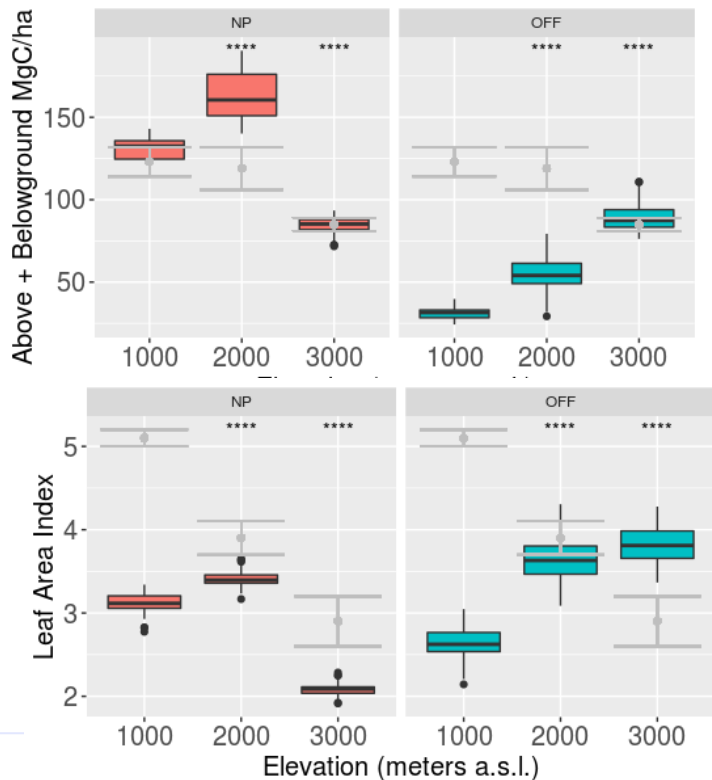 NP OFF
**** **** **** ****
Above + Belowground MgC/ha
150
100
50
1000 2000 3000 1000 2000 3000
NP OFF
**** **** **** ****
Leaf Area Index
5
4
3
2
1000 2000 3000 1000 2000 3000
Elevation (meters a.s.l.)